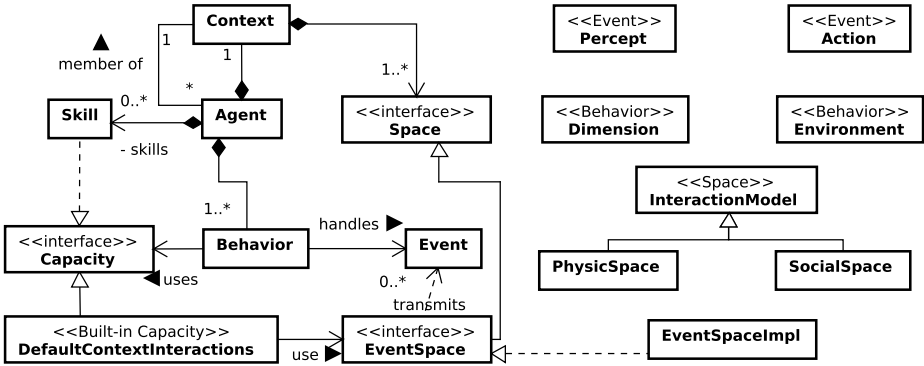 Context
<<Event>>
Percept
<<Event>>
Action
1
member of
1
1..*
*
0..*
Skill
Agent
<<interface>>
Space
<<Behavior>>
Dimension
<<Behavior>>
Environment
- skills
<<Space>>
InteractionModel
1..*
handles
<<interface>>
Capacity
Behavior
Event
uses
0..*
transmits
PhysicSpace
SocialSpace
<<Built-in Capacity>>
DefaultContextInteractions
use
<<interface>>
EventSpace
EventSpaceImpl